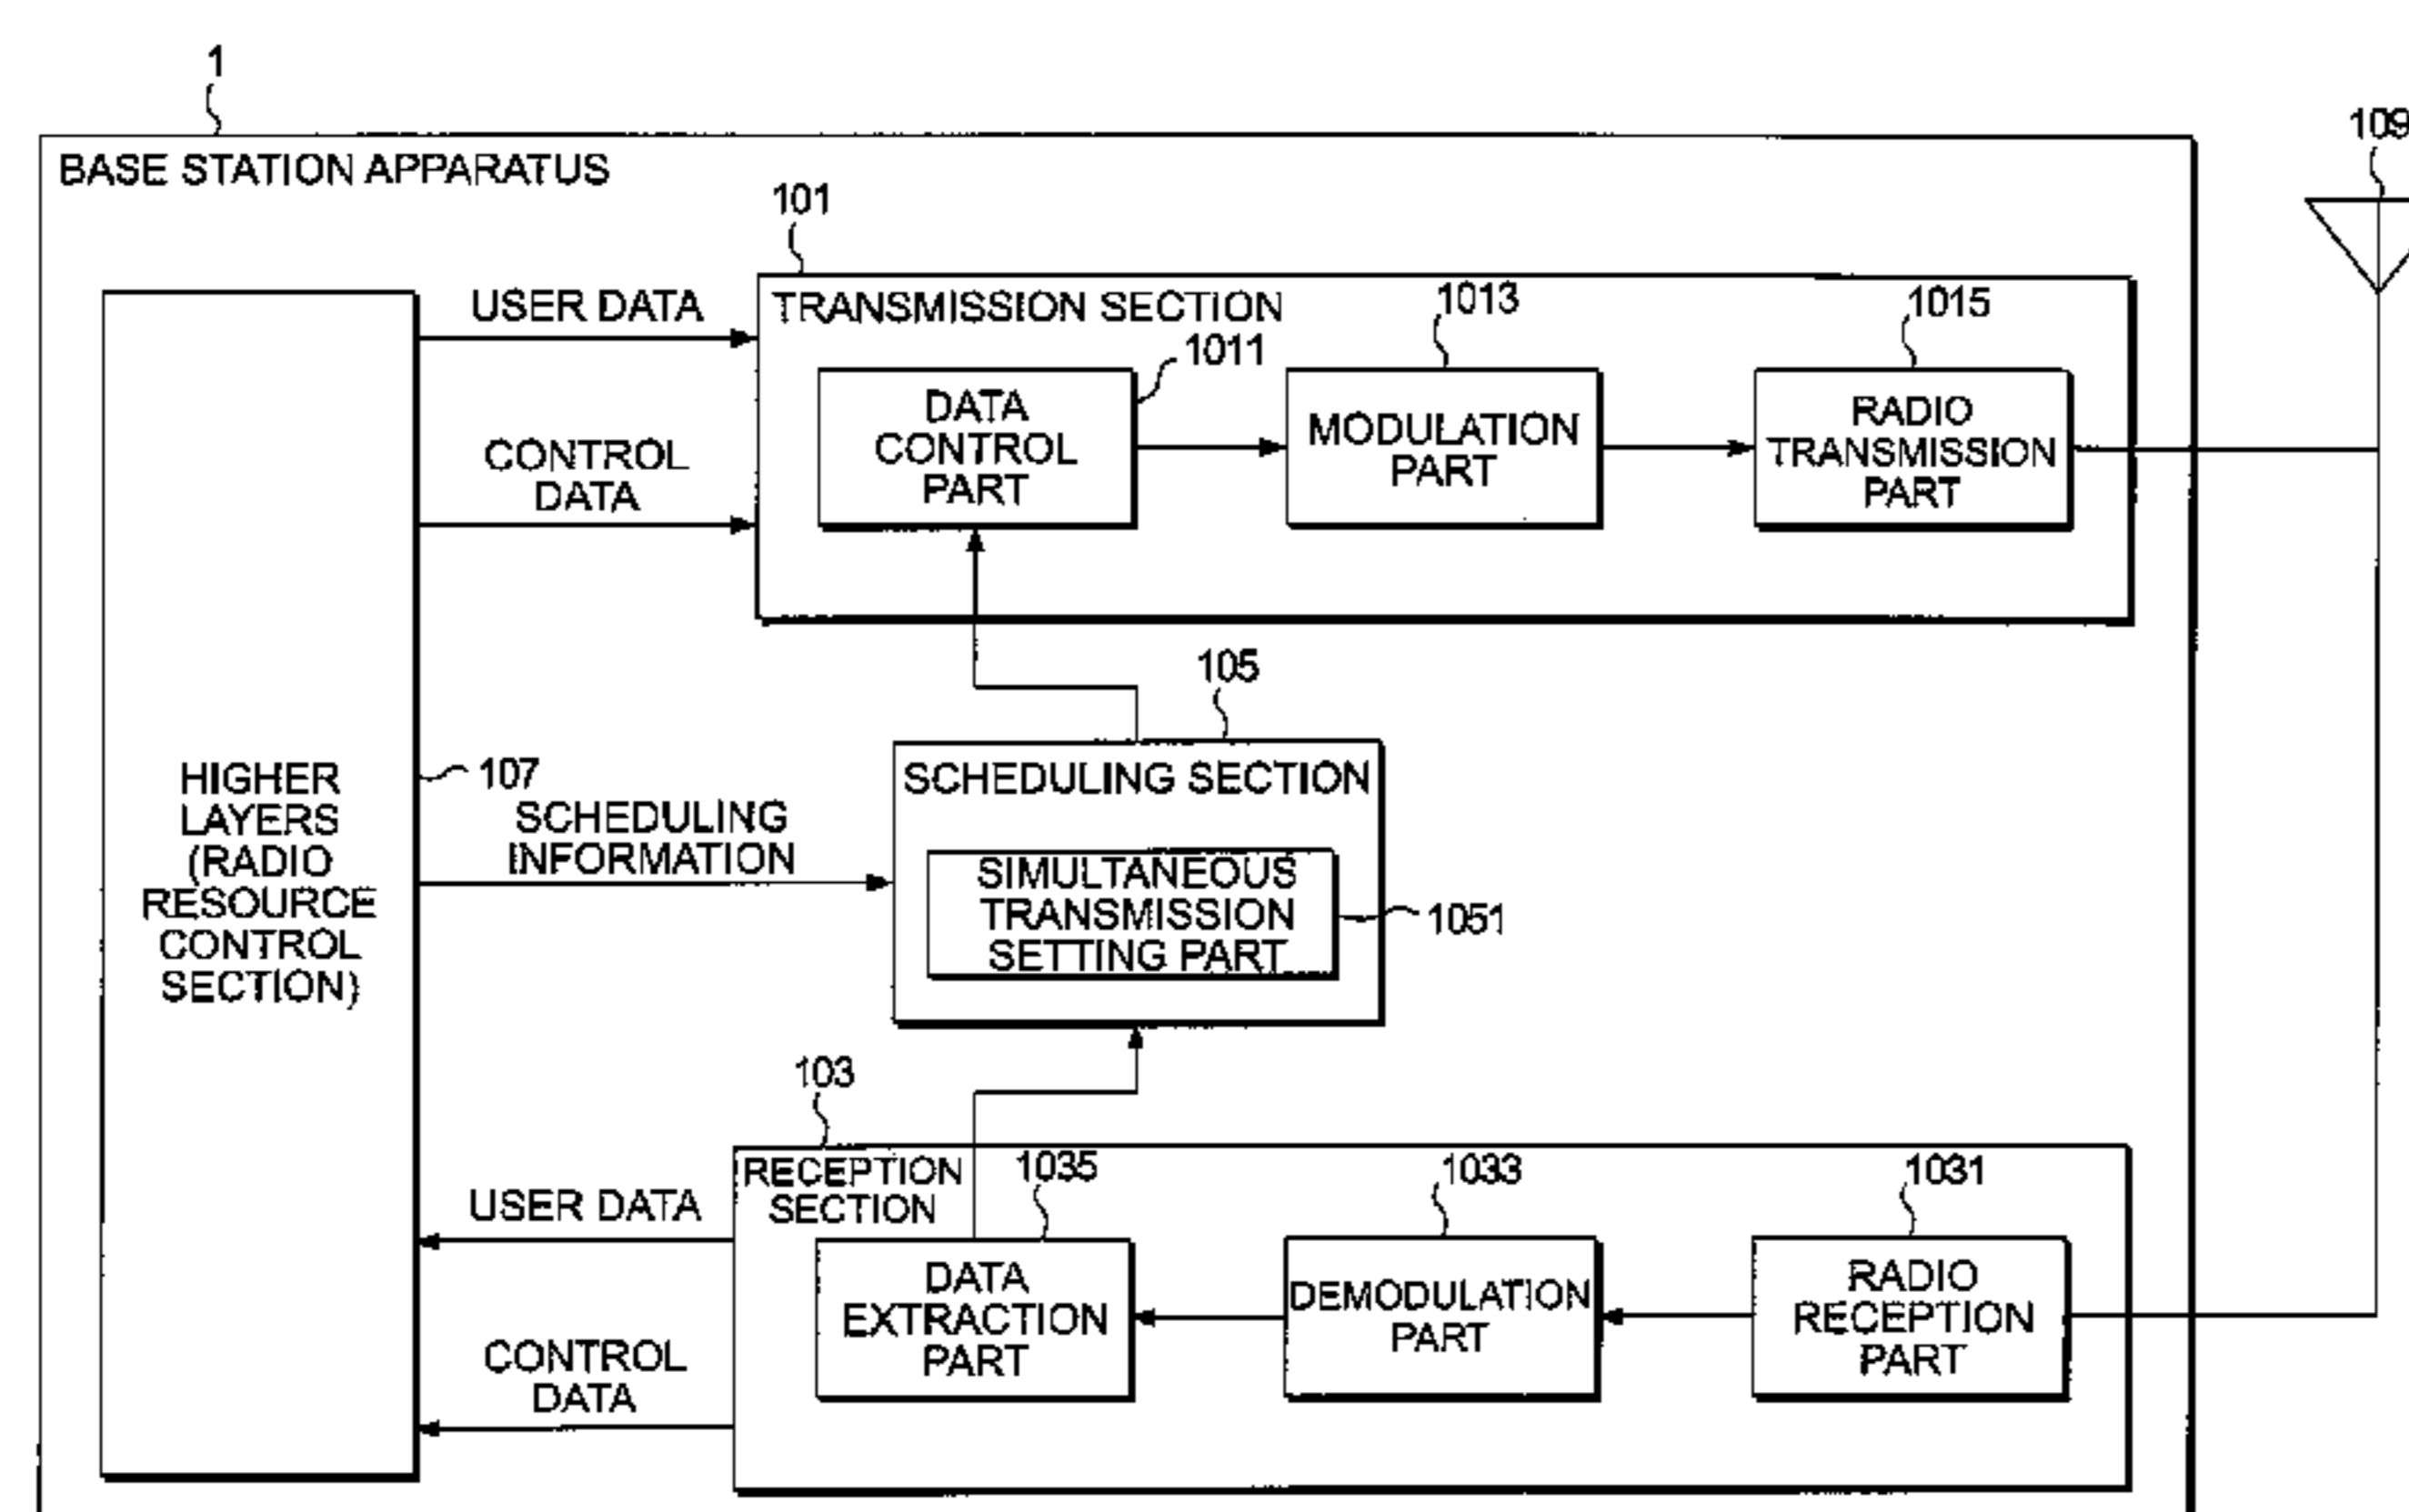 1
109
BASE STATION APPARATUS
101
USER DATA
TRANSMISSION SECTION
1013
1015
1011
DATA
CONTROL
PART
MODULATION
PART
RADIO
TRANSMISSION
PART
CONTROL
DATA
105
HIGHER
LAYERS
(RADIO
RESOURCE
CONTROL
SECTION)
107
SCHEDULING SECTION
SCHEDULING
INFORMATION
SIMULTANEOUS
TRANSMISSION
SETTING PART
1051
103
RECEPTION
SECTION
1035
1033
1031
USER DATA
DATA
EXTRACTION
PART
DEMODULATION
PART
RADIO
RECEPTION
PART
CONTROL
DATA